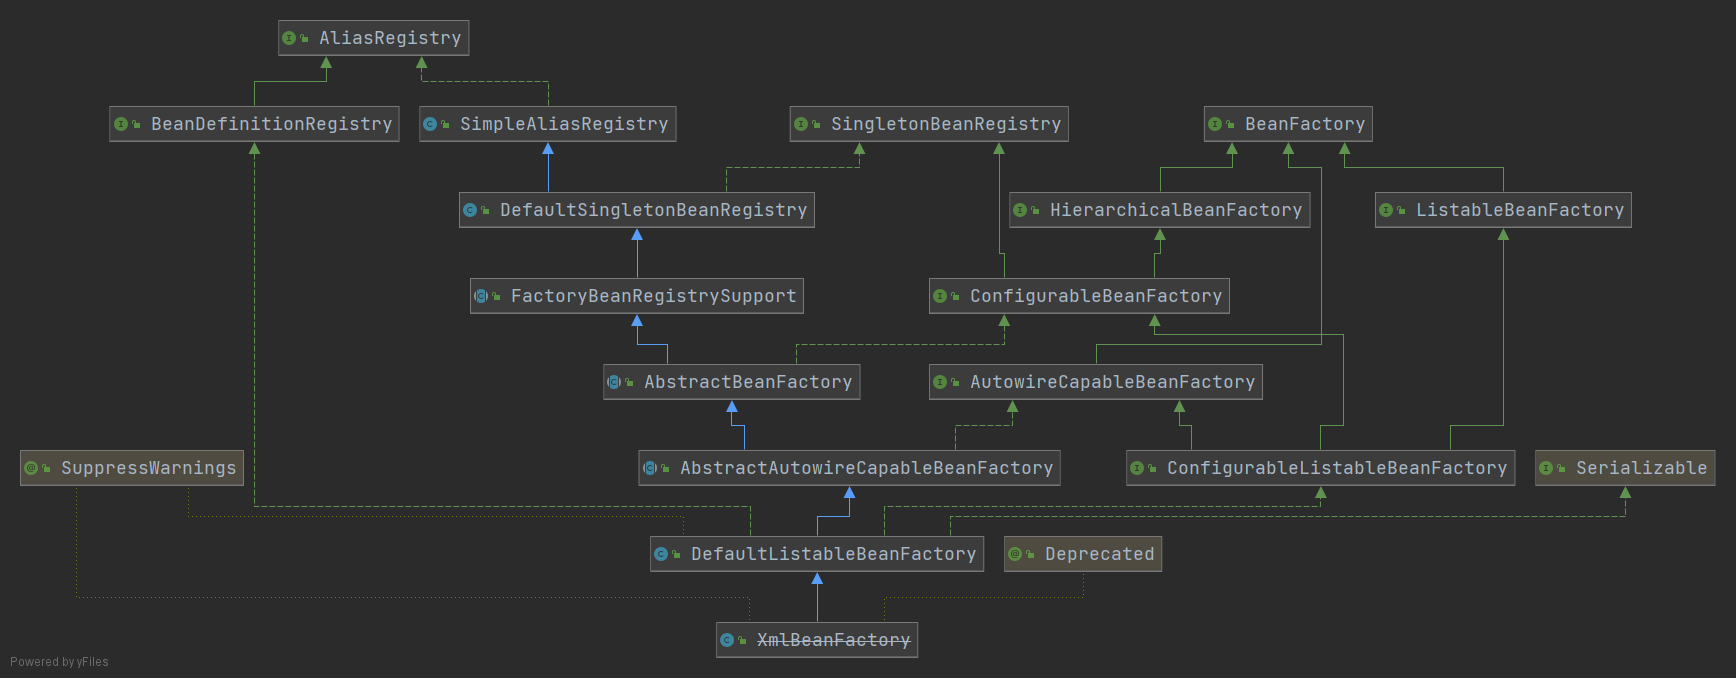 AliasRegistry
BeanDefinitionRegistry
SimpleAliasRegistry
SingletonBeanRegistry
BeanFactory
DefaultSingletonBeanRegistry
HierarchicalBeanFactory
ListableBeanFactory
FactoryBeanRegistrySupport
ConfigurableBeanFactory
AbstractBeanFactory
AutowireCapableBeanFactory
SuppressWarnings
AbstractAutowireCapableBeanFactory
ConfigurableListableBeanFactory
Serializable
DefaultListableBeanFactory
Deprecated
XmlBeanFactory
Powered by yFiles